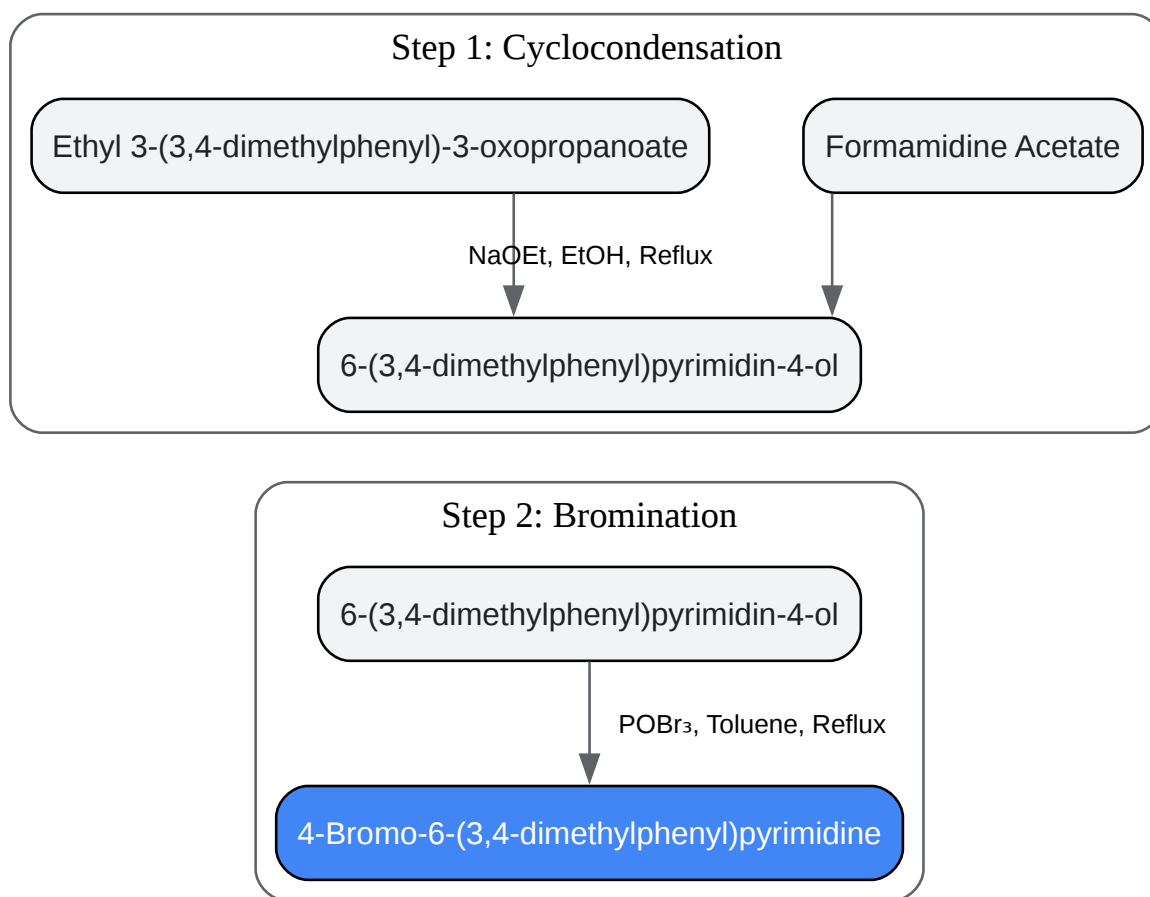 Step 1: Cyclocondensation
Ethyl 3-(3,4-dimethylphenyl)-3-oxopropanoate
Formamidine Acetate
NaOEt, EtOH, Reflux
6-(3,4-dimethylphenyl)pyrimidin-4-ol
Step 2: Bromination
6-(3,4-dimethylphenyl)pyrimidin-4-ol
POBr₃, Toluene, Reflux
4-Bromo-6-(3,4-dimethylphenyl)pyrimidine